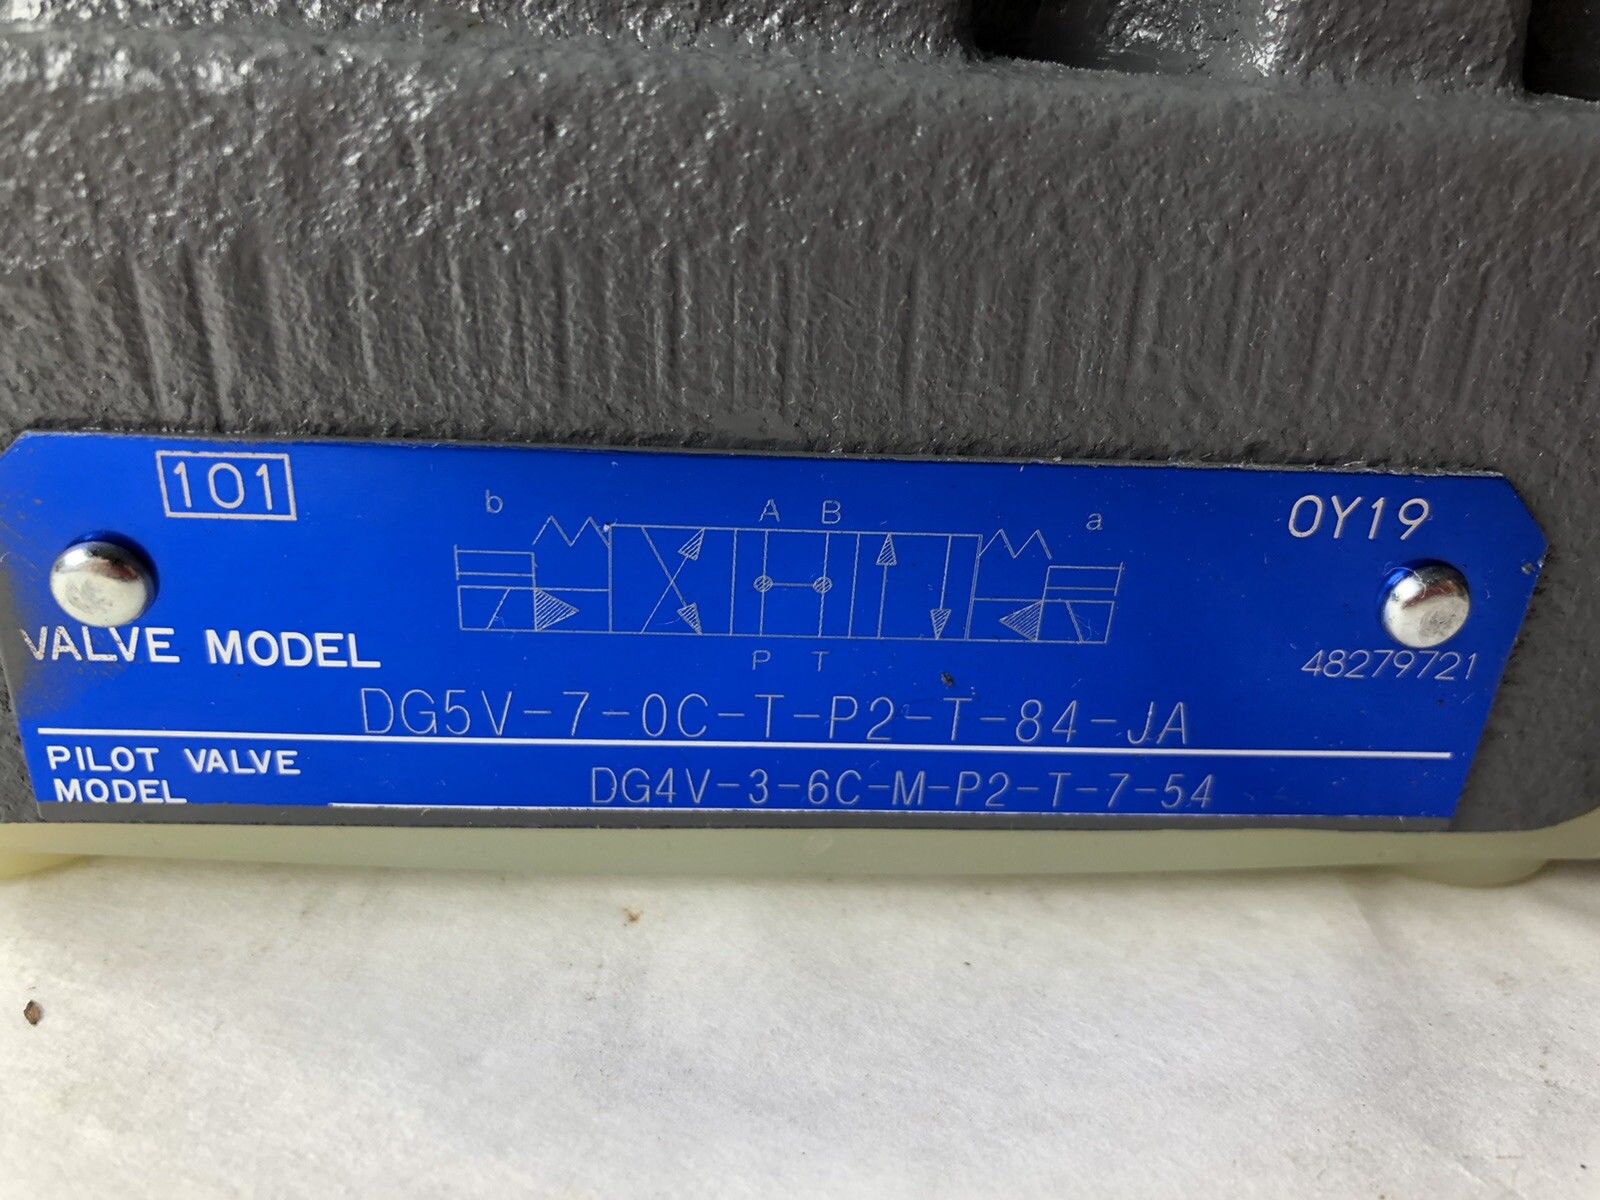 101
b A B a
0Y19
P T
48279721
VALVE MODEL
DG5V-7-0C-T-P2-T-84-JA
PILOT VALVE
MODEL
DG4V-3-6C-M-P2-T-7-54